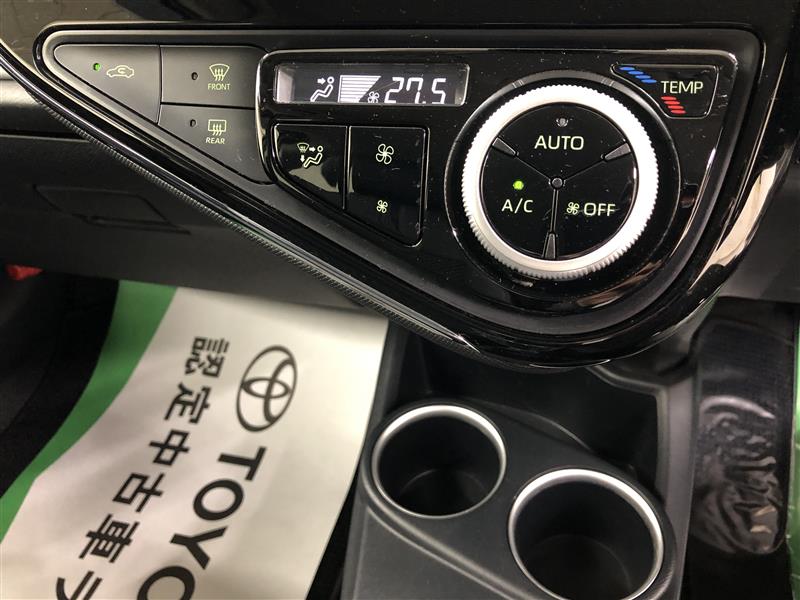 FRONT
REAR
27.5
TEMP
AUTO
A/C
OFF
TOYO
認定中古車